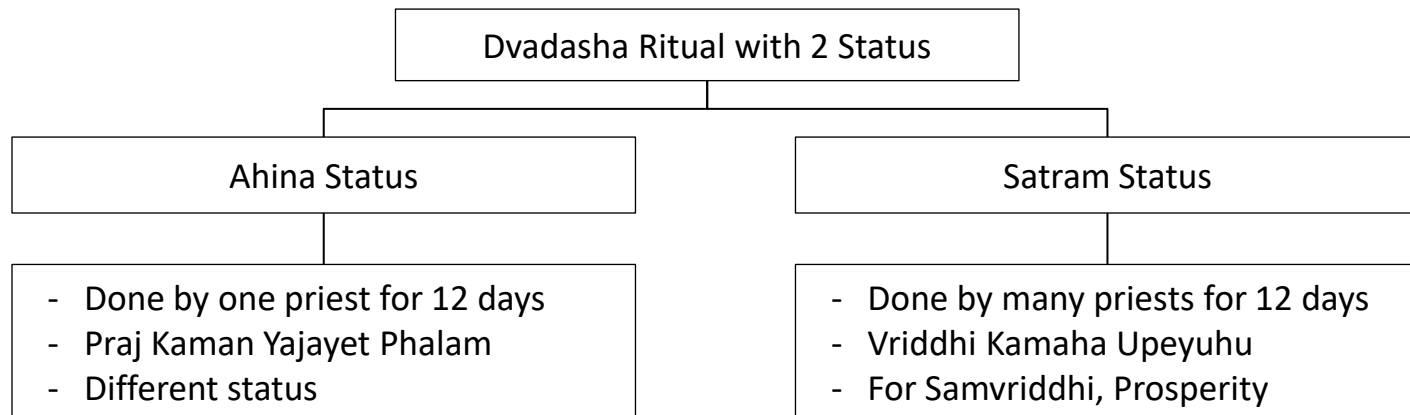 Dvadasha Ritual with 2 Status
Ahina Status
- Done by one priest for 12 days
- Praj Kaman Yajayet Phalam
- Different status
Satram Status
- Done by many priests for 12 days
- Vriddhi Kamaha Upeyuhu
- For Samvriddhi, Prosperity